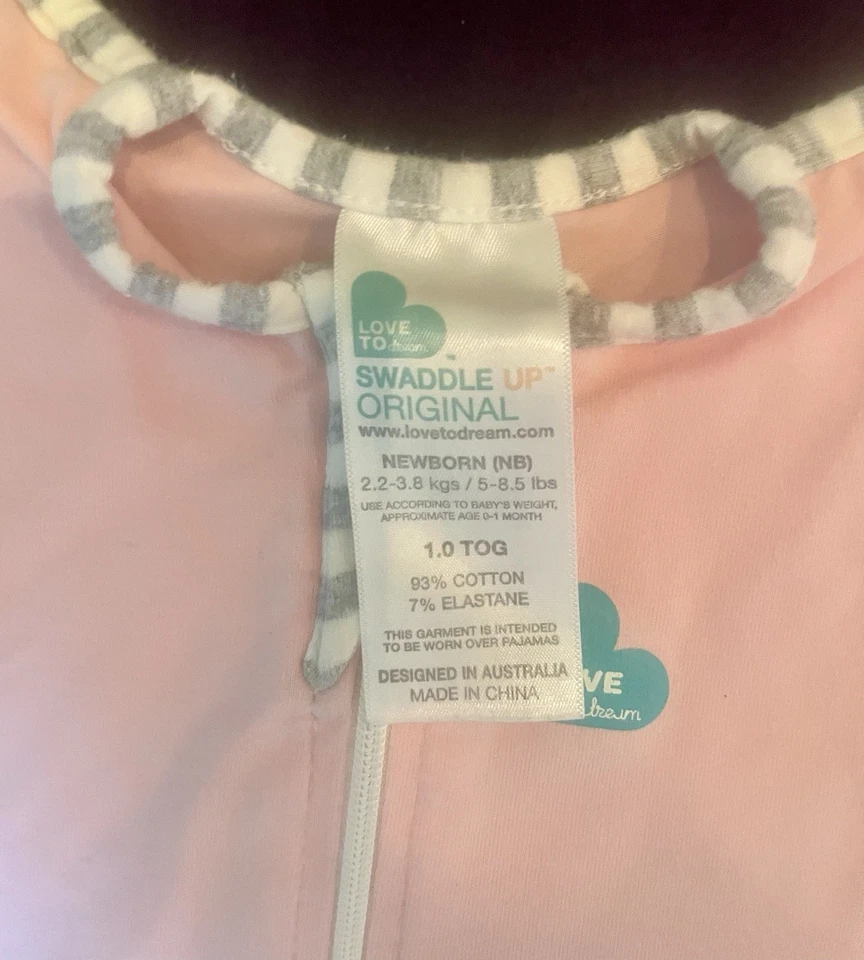 LOVE
TO dream
™
SWADDLE UP™
ORIGINAL
www.lovetodream.com
NEWBORN (NB)
2.2-3.8 kgs / 5-8.5 lbs
USE ACCORDING TO BABY'S WEIGHT,
APPROXIMATE AGE 0-1 MONTH
1.0 TOG
93% COTTON
7% ELASTANE
THIS GARMENT IS INTENDED
TO BE WORN OVER PAJAMAS
DESIGNED IN AUSTRALIA
MADE IN CHINA
VE
dream